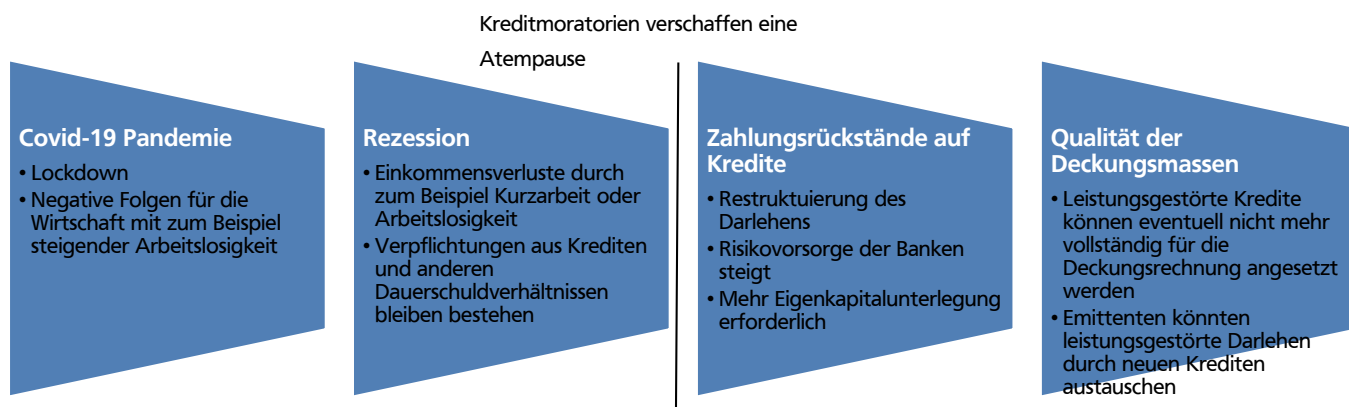 Kreditmoratorien verschaffen eine
Atempause
Covid-19 Pandemie
• Lockdown
• Negative Folgen für die
Wirtschaft mit zum Beispiel
steigender Arbeitslosigkeit
Rezession
• Einkommensverluste durch
zum Beispiel Kurzarbeit oder
Arbeitslosigkeit
• Verpflichtungen aus Krediten
und anderen
Dauerschuldverhältnissen
bleiben bestehen
Zahlungsrückstände auf
Kredite
• Restruktuierung des
Darlehens
• Risikovorsorge der Banken
steigt
• Mehr Eigenkapitalunterlegung
erforderlich
Qualität der
Deckungsmassen
• Leistungsgestörte Kredite
können eventuell nicht mehr
vollständig für die
Deckungsrechnung angesetzt
werden
• Emittenten könnten
leistungsgestörte Darlehen
durch neuen Krediten
austauschen